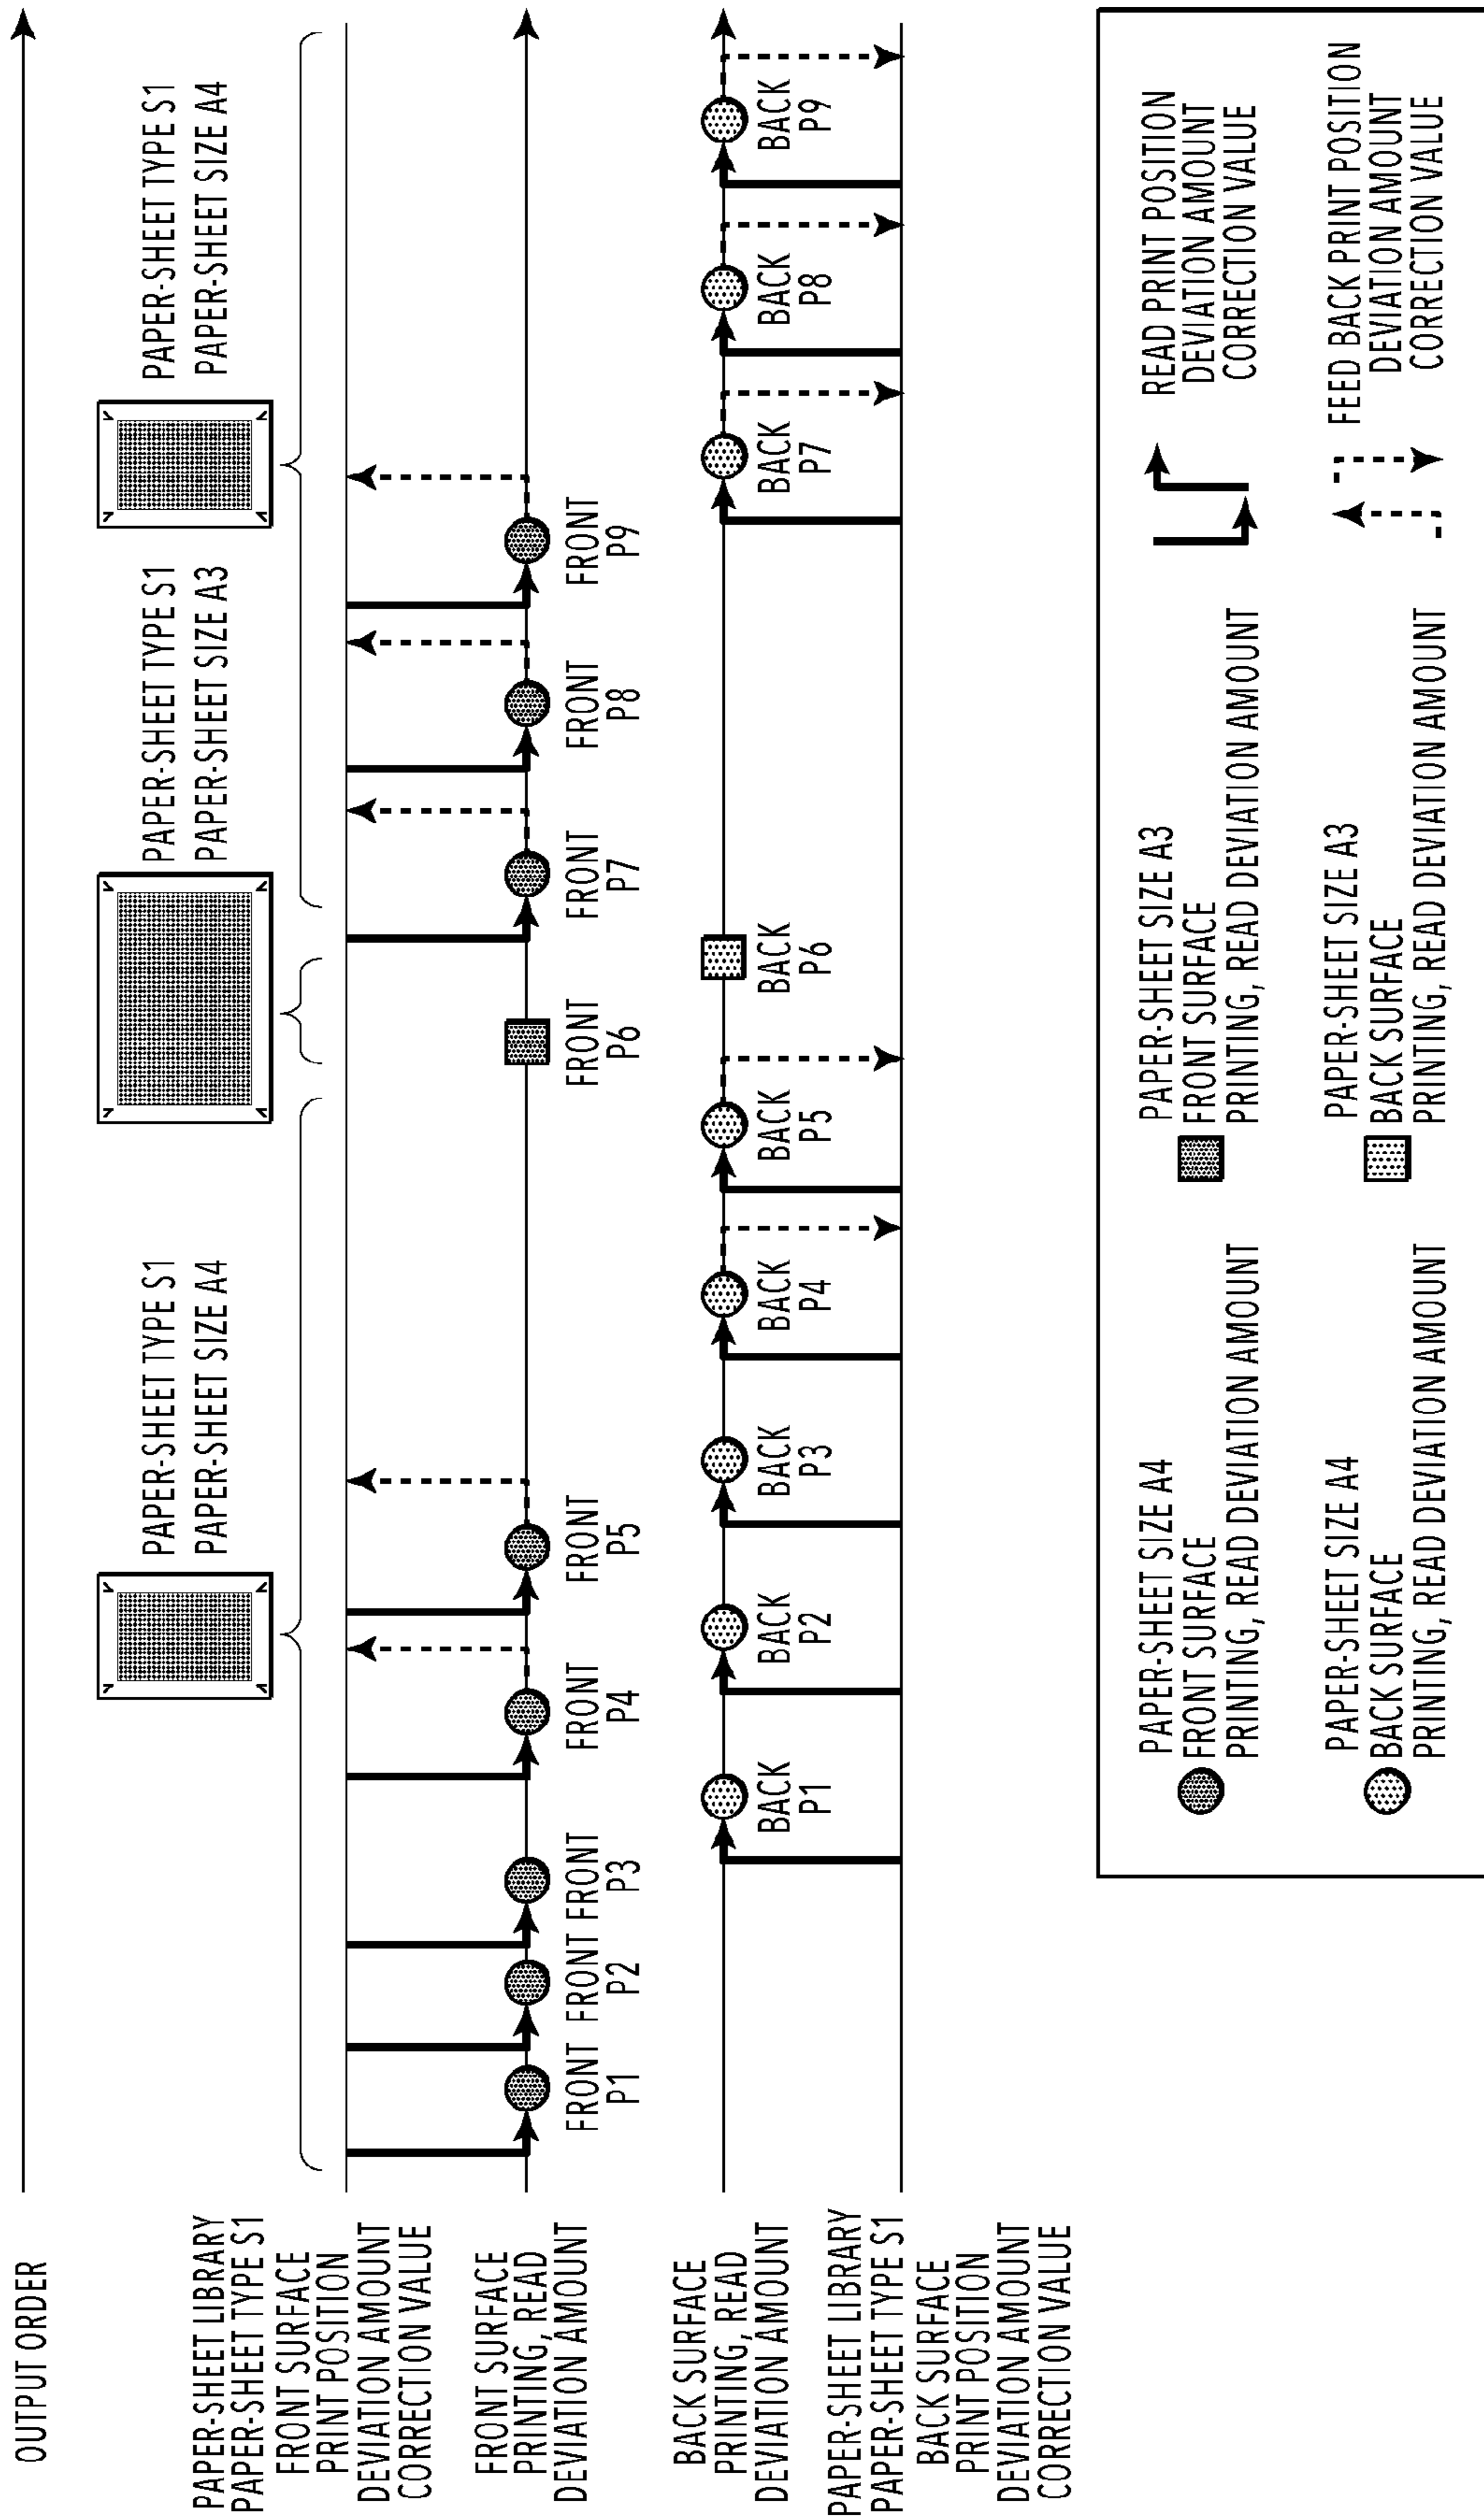 OUTPUT ORDER
PAPER-SHEET TYPE S1
PAPER-SHEET SIZE A4
PAPER-SHEET TYPE S1
PAPER-SHEET SIZE A3
PAPER-SHEET TYPE S1
PAPER-SHEET SIZE A4
PAPER-SHEET LIBRARY
PAPER-SHEET TYPE S1
FRONT SURFACE
PRINT POSITION
DEVIATION AMOUNT
CORRECTION VALUE
FRONT SURFACE
PRINTING, READ
DEVIATION AMOUNT
FRONT
P1
FRONT
P2
FRONT
P3
FRONT
P4
FRONT
P5
FRONT
P6
FRONT
P7
FRONT
P8
FRONT
P9
BACK SURFACE
PRINTING, READ
DEVIATION AMOUNT
BACK
P1
BACK
P2
BACK
P3
BACK
P4
BACK
P5
BACK
P6
BACK
P7
BACK
P8
BACK
P9
PAPER-SHEET LIBRARY
PAPER-SHEET TYPE S1
BACK SURFACE
PRINT POSITION
DEVIATION AMOUNT
CORRECTION VALUE
PAPER-SHEET SIZE A4
FRONT SURFACE
PRINTING, READ DEVIATION AMOUNT
PAPER-SHEET SIZE A3
FRONT SURFACE
PRINTING, READ DEVIATION AMOUNT
READ PRINT POSITION
DEVIATION AMOUNT
CORRECTION VALUE
PAPER-SHEET SIZE A4
BACK SURFACE
PRINTING, READ DEVIATION AMOUNT
PAPER-SHEET SIZE A3
BACK SURFACE
PRINTING, READ DEVIATION AMOUNT
FEED BACK PRINT POSITION
DEVIATION AMOUNT
CORRECTION VALUE